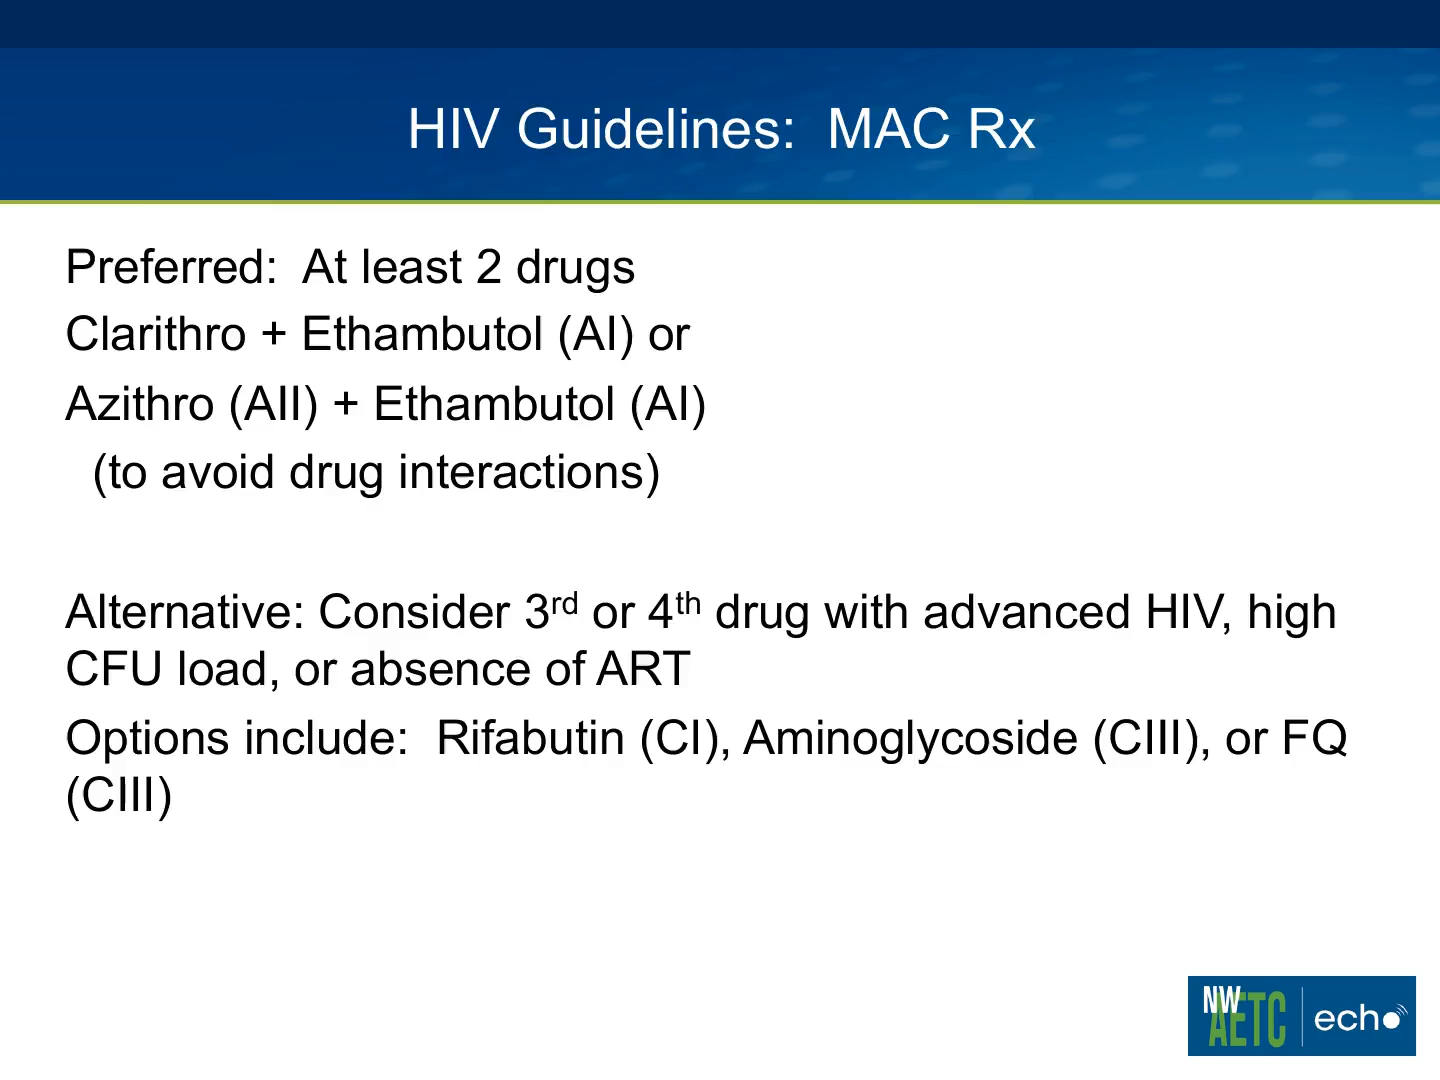 HIV Guidelines:  MAC Rx
Preferred:  At least 2 drugs
Clarithro + Ethambutol (AI) or
Azithro (AII) + Ethambutol (AI)
(to avoid drug interactions)
Alternative: Consider 3rd or 4th drug with advanced HIV, high
CFU load, or absence of ART
Options include:  Rifabutin (CI), Aminoglycoside (CIII), or FQ
(CIII)
NW
AETC
echo